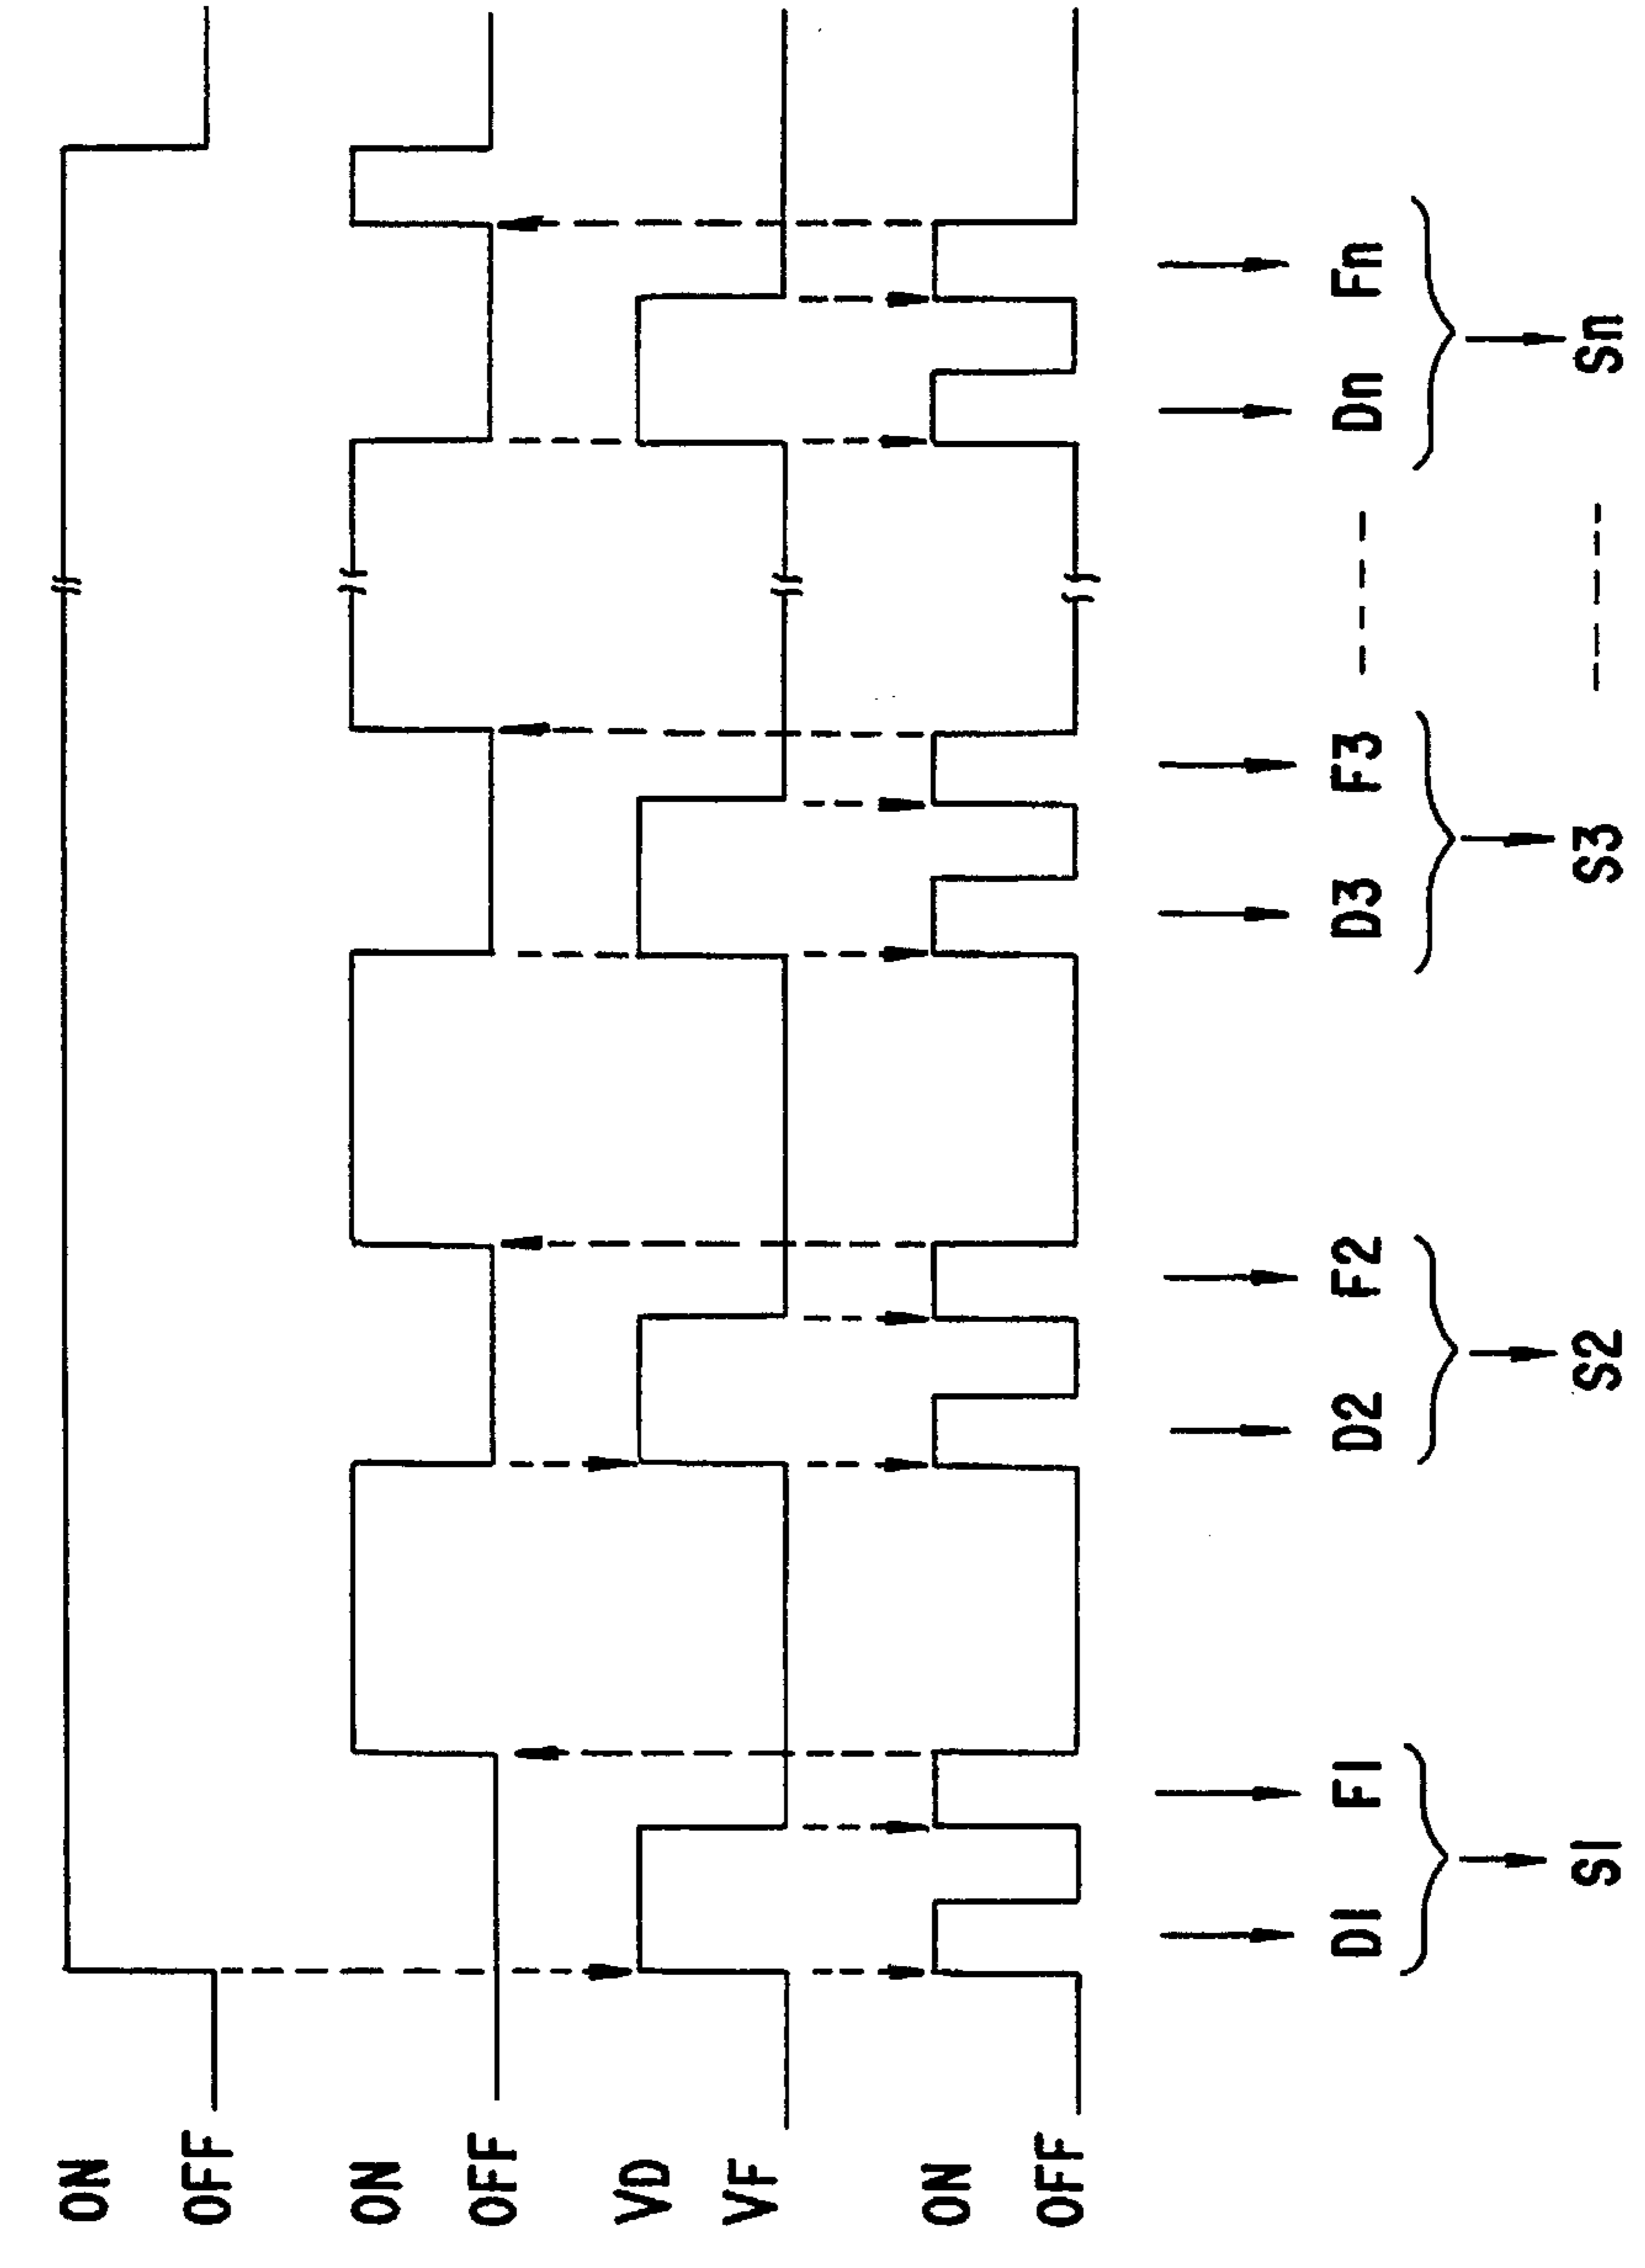 ON
OFF
ON
OFF
VD
VF
ON
OFF
D1 F1 D2 F2 D3 F3 Dn Fn
S1 S2 S3 Sn